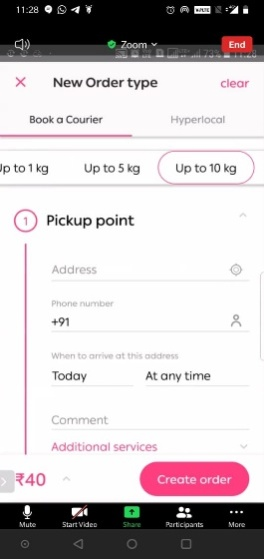 11:28
Zoom
End
New Order type
clear
Book a Courier
Hyperlocal
Up to 1 kg
Up to 5 kg
Up to 10 kg
1
Pickup point
Address
Phone number
+91
When to arrive at this address
Today
At any time
Comment
Additional services
₹40
Create order
Mute
Start Video
Share
Participants
More